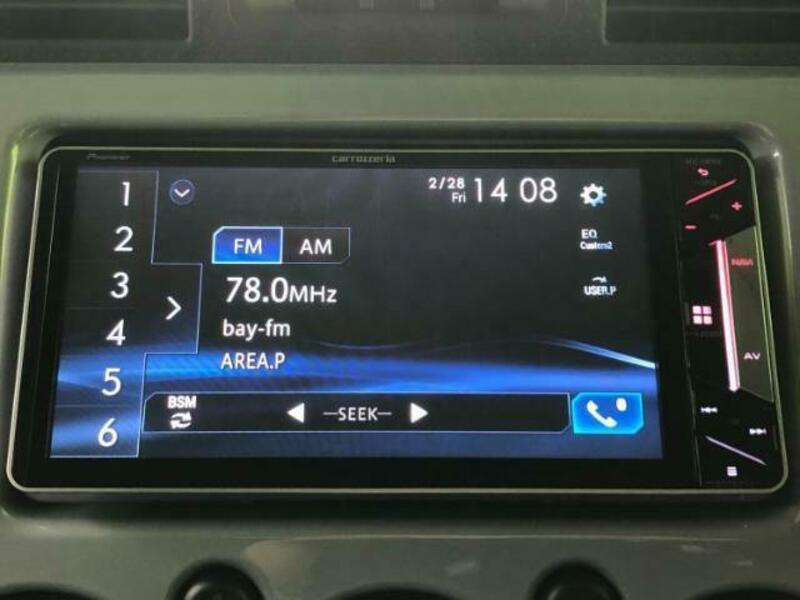 Pioneer
carrozzeria
1
2
3
4
5
6
2/28
Fri
14 08
FM
AM
78.0MHz
bay-fm
AREA.P
EQ
Custom2
USER.P
BSM
SEEK
+
-
NAVI
AV